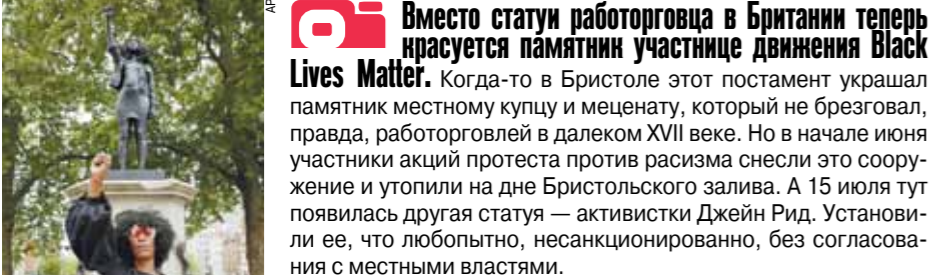 AP
Вместо статуи работорговца в Британии теперь
красуется памятник участнице движения Black
Lives Matter. Когда-то в Бристоле этот постамент украшал
памятник местному купцу и меценату, который не брезговал,
правда, работорговлей в далеком XVII веке. Но в начале июня
участники акций протеста против расизма снесли это соору-
жение и утопили на дне Бристольского залива. А 15 июля тут
появилась другая статуя — активистки Джейн Рид. Установи-
ли ее, что любопытно, несанкционированно, без согласова-
ния с местными властями.